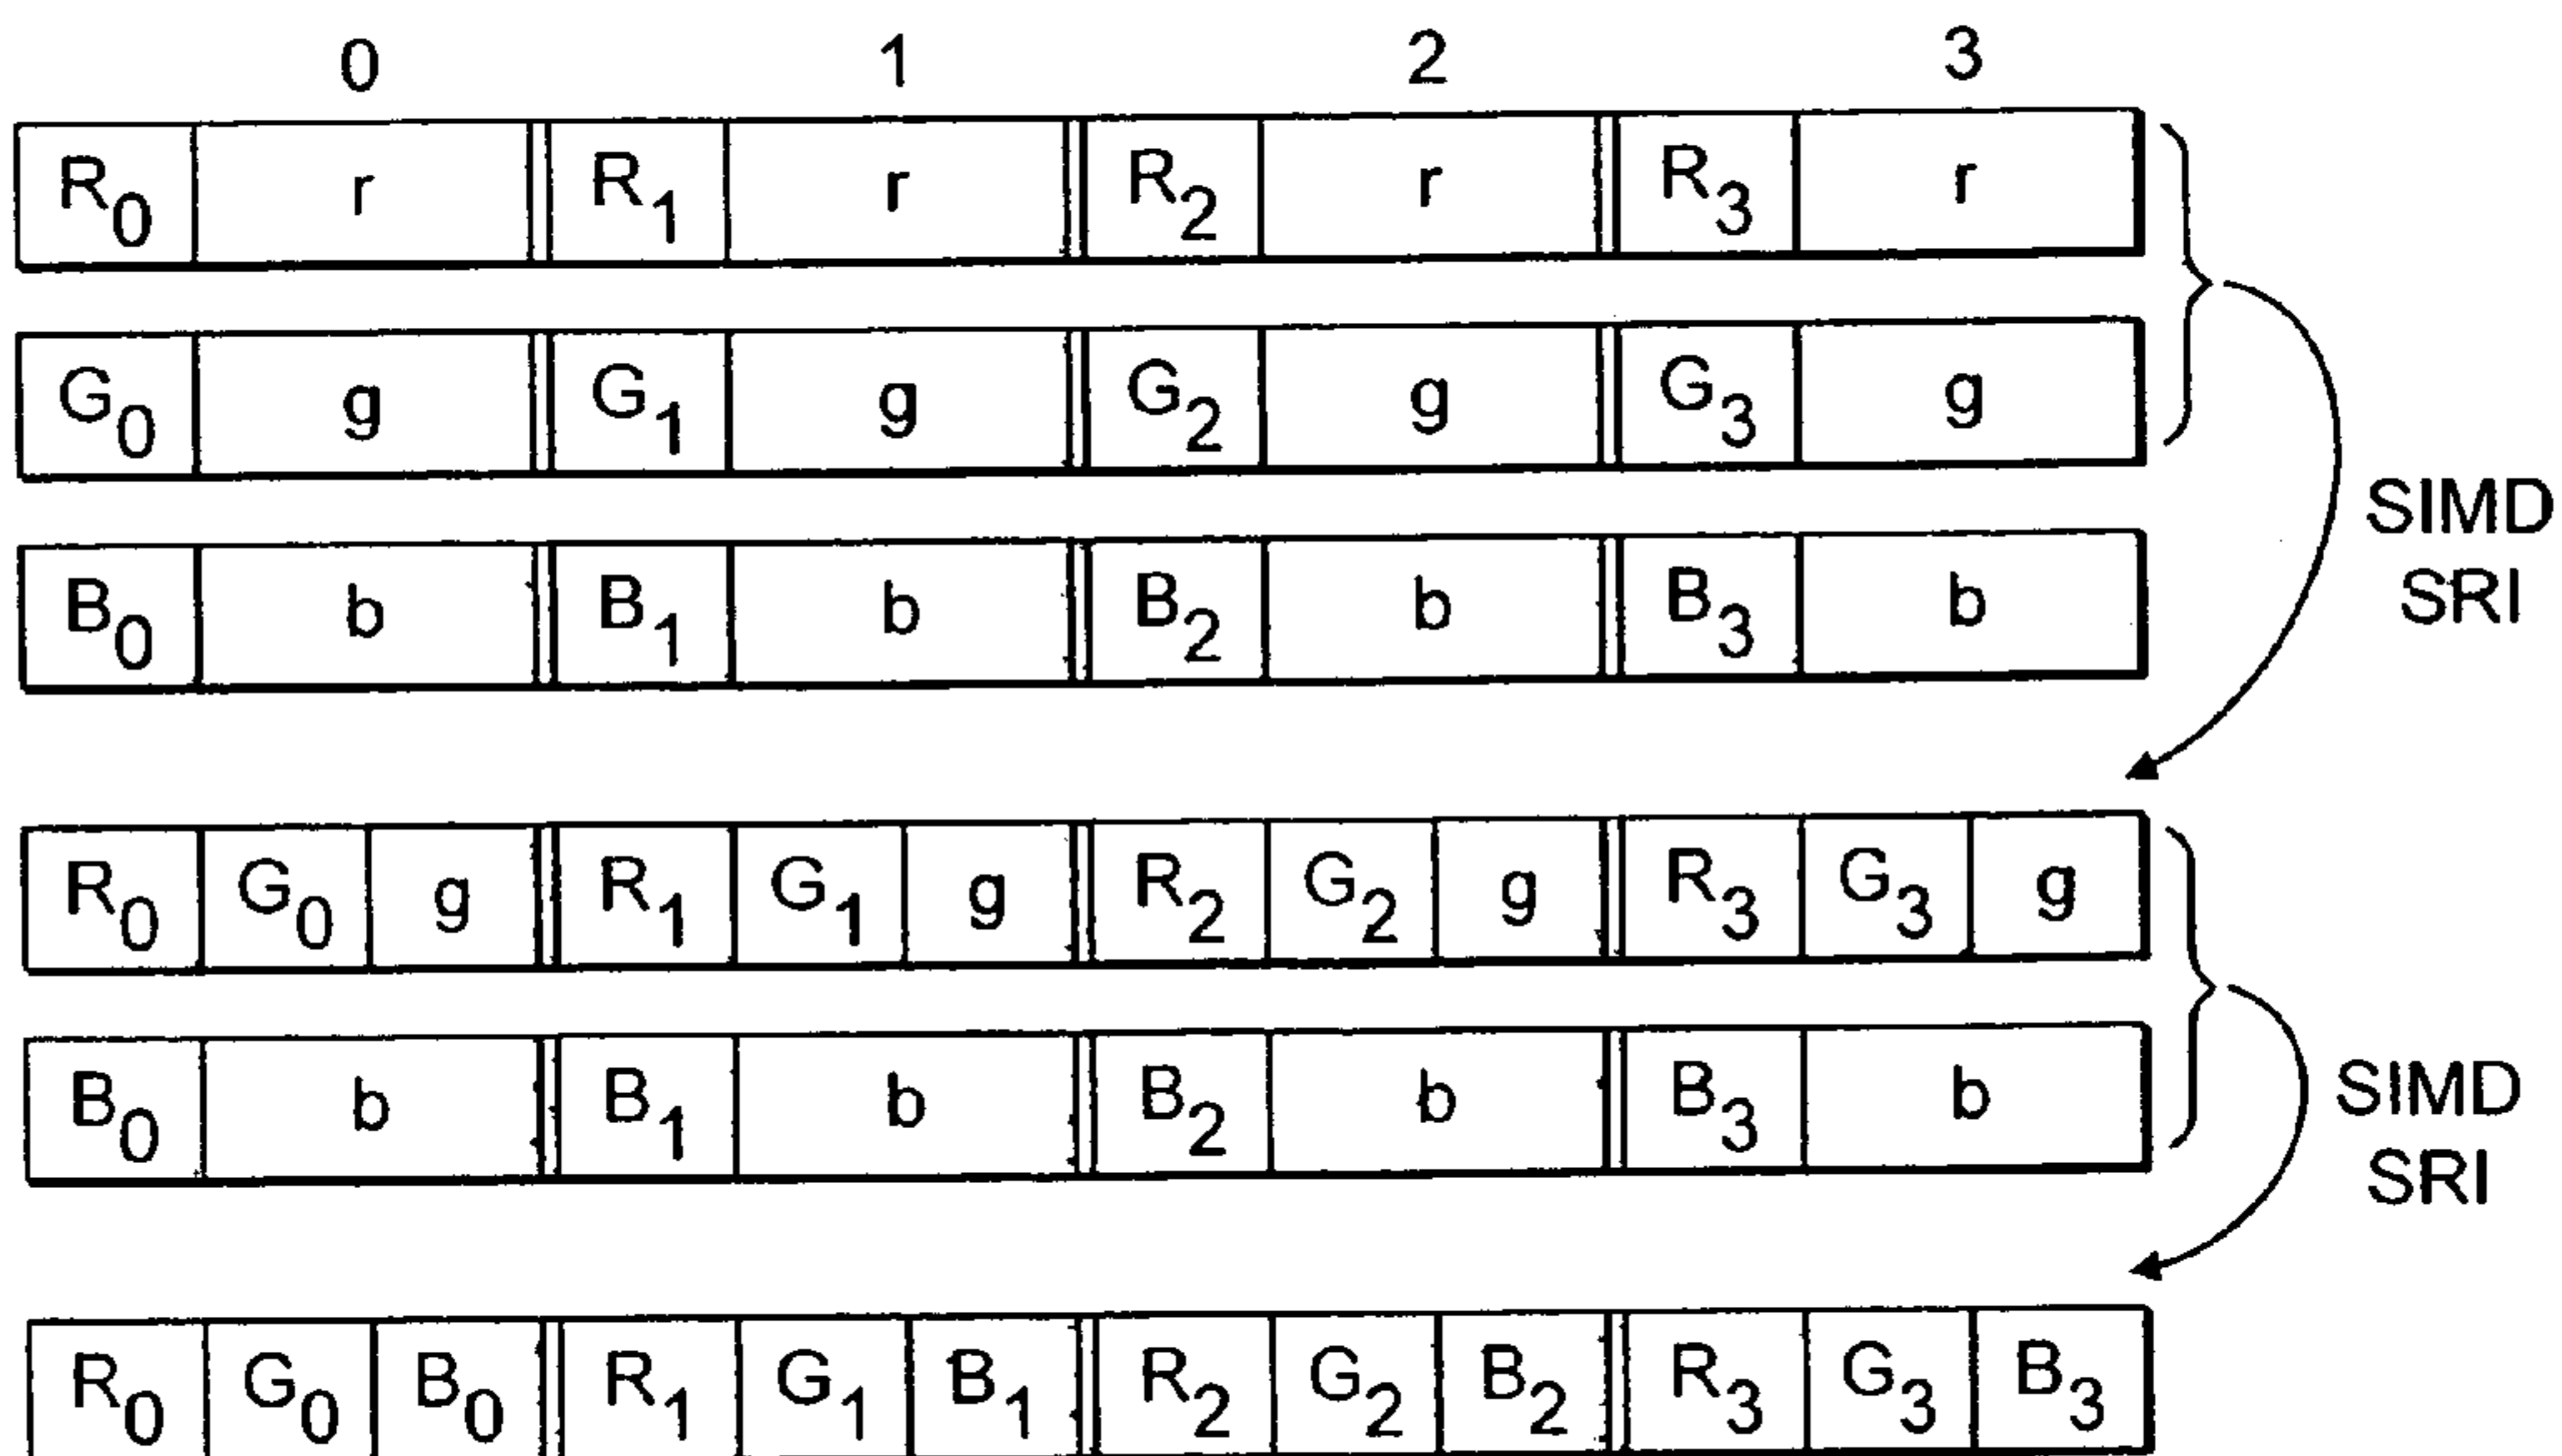 0 1 2 3
R0 r R1 r R2 r R3 r
G0 g G1 g G2 g G3 g
SIMD
SRI
B0 b B1 b B2 b B3 b
R0 G0 g R1 G1 g R2 G2 g R3 G3 g
B0 b B1 b B2 b B3 b
SIMD
SRI
R0 G0 B0 R1 G1 B1 R2 G2 B2 R3 G3 B3